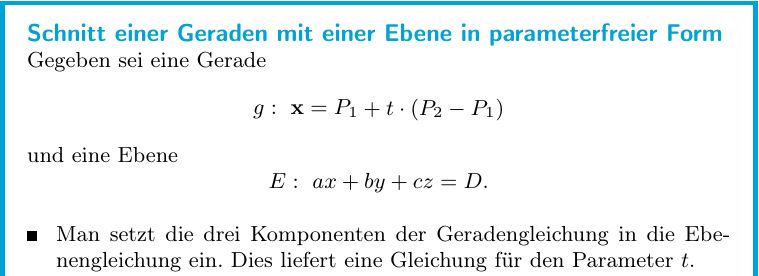 Schnitt einer Geraden mit einer Ebene in parameterfreier Form
Gegeben sei eine Gerade
g : x = P₁ + t · (P₂ − P₁)
und eine Ebene
E : ax + by + cz = D.
■ Man setzt die drei Komponenten der Geradengleichung in die Ebe-
nengleichung ein. Dies liefert eine Gleichung für den Parameter t.